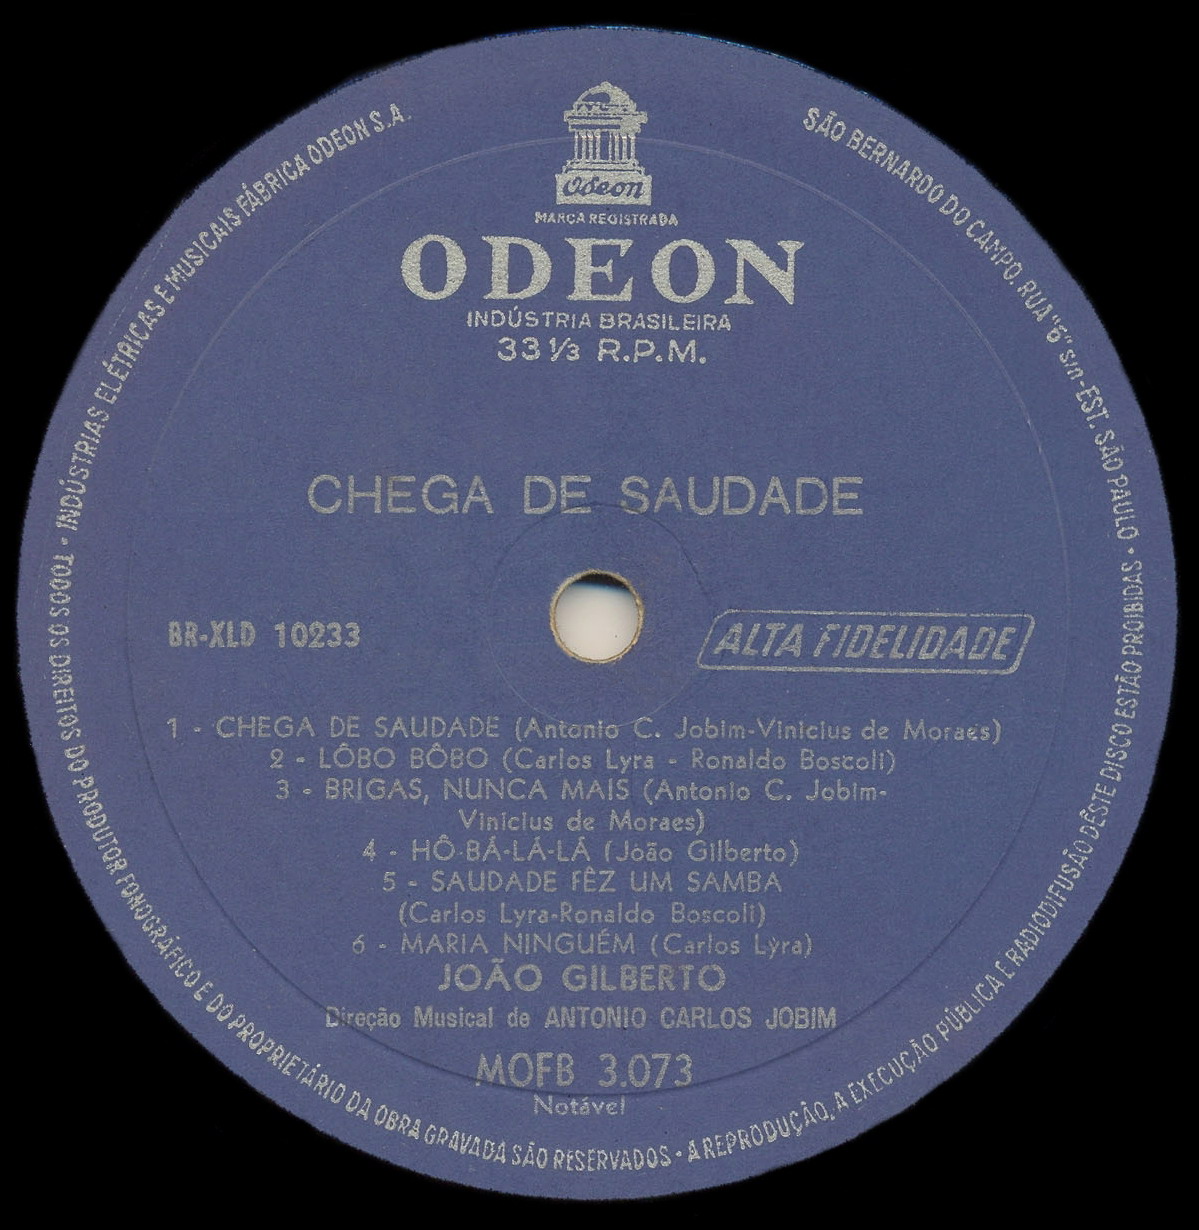 INDÚSTRIAS ELÉTRICAS E MUSICAIS FÁBRICA ODEON S.A.
SÃO BERNARDO DO CAMPO, RUA "6" s/n-EST. SÃO PAULO •
Odeon
MARCA REGISTRADA
ODEON
INDÚSTRIA BRASILEIRA
33 1/3 R.P.M.
CHEGA DE SAUDADE
BR-XLD 10233
ALTA FIDELIDADE
1 - CHEGA DE SAUDADE (Antonio C. Jobim-Vinicius de Moraes)
2 - LÔBO BÔBO (Carlos Lyra - Ronaldo Boscoli)
3 - BRIGAS, NUNCA MAIS (Antonio C. Jobim-
Vinicius de Moraes)
4 - HÔ-BÁ-LÁ-LÁ (João Gilberto)
5 - SAUDADE FÊZ UM SAMBA
(Carlos Lyra-Ronaldo Boscoli)
6 - MARIA NINGUÉM (Carlos Lyra)
JOÃO GILBERTO
Direção Musical de ANTONIO CARLOS JOBIM
MOFB 3.073
Notável
• TODOS OS DIREITOS DO PRODUTOR FONOGRÁFICO E DO PROPRIETÁRIO DA OBRA GRAVADA SÃO RESERVADOS • A REPRODUÇÃO, A EXECUÇÃO PÚBLICA E RADIODIFUSÃO DÊSTE DISCO ESTÃO PROIBIDAS